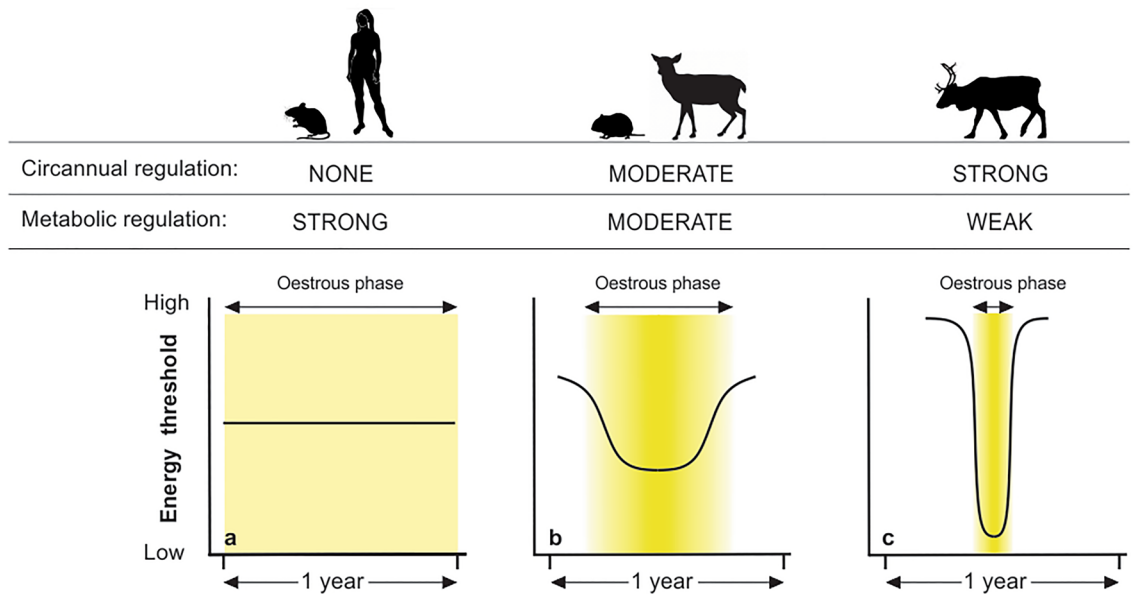 Circannual regulation: NONE MODERATE STRONG
Metabolic regulation: STRONG MODERATE WEAK
Oestrous phase Oestrous phase Oestrous phase
High
Energy threshold
a b c
Low
1 year 1 year 1 year